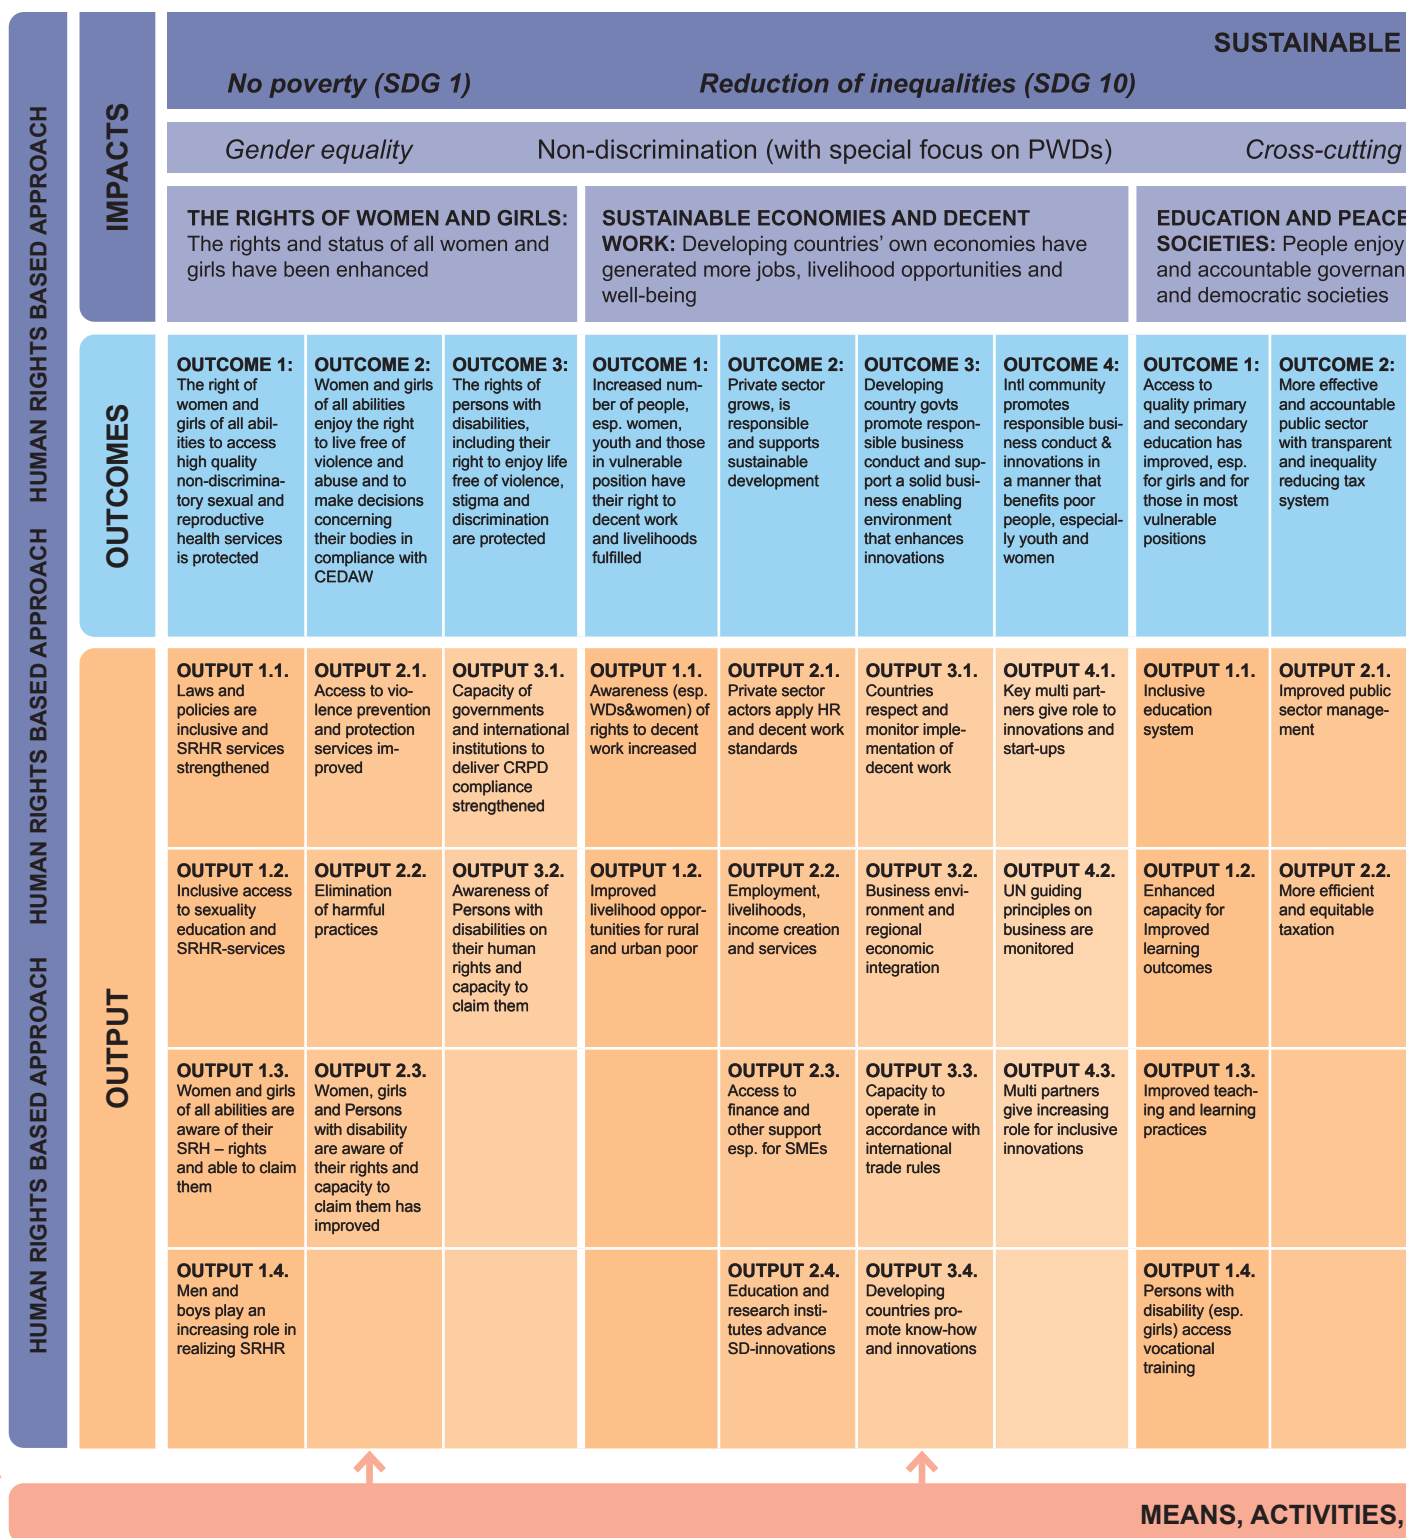 HUMAN RIGHTS BASED APPROACH
HUMAN RIGHTS BASED APPROACH
HUMAN RIGHTS BASED APPROACH
IMPACTS
SUSTAINABLE
No poverty (SDG 1)
Reduction of inequalities (SDG 10)
Gender equality
Non-discrimination (with special focus on PWDs)
Cross-cutting
THE RIGHTS OF WOMEN AND GIRLS:
The rights and status of all women and
girls have been enhanced
SUSTAINABLE ECONOMIES AND DECENT
WORK: Developing countries’ own economies have
generated more jobs, livelihood opportunities and
well-being
EDUCATION AND PEACE
SOCIETIES: People enjoy
and accountable governan
and democratic societies
OUTCOMES
OUTCOME 1:
The right of
women and
girls of all abil-
ities to access
high quality
non-discrimina-
tory sexual and
reproductive
health services
is protected
OUTCOME 2:
Women and girls
of all abilities
enjoy the right
to live free of
violence and
abuse and to
make decisions
concerning
their bodies in
compliance with
CEDAW
OUTCOME 3:
The rights of
persons with
disabilities,
including their
right to enjoy life
free of violence,
stigma and
discrimination
are protected
OUTCOME 1:
Increased num-
ber of people,
esp. women,
youth and those
in vulnerable
position have
their right to
decent work
and livelihoods
fulfilled
OUTCOME 2:
Private sector
grows, is
responsible
and supports
sustainable
development
OUTCOME 3:
Developing
country govts
promote respon-
sible business
conduct and sup-
port a solid busi-
ness enabling
environment
that enhances
innovations
OUTCOME 4:
Intl community
promotes
responsible busi-
ness conduct &
innovations in
a manner that
benefits poor
people, especial-
ly youth and
women
OUTCOME 1:
Access to
quality primary
and secondary
education has
improved, esp.
for girls and for
those in most
vulnerable
positions
OUTCOME 2:
More effective
and accountable
public sector
with transparent
and inequality
reducing tax
system
OUTPUT
OUTPUT 1.1.
Laws and
policies are
inclusive and
SRHR services
strengthened
OUTPUT 2.1.
Access to vio-
lence prevention
and protection
services im-
proved
OUTPUT 3.1.
Capacity of
governments
and international
institutions to
deliver CRPD
compliance
strengthened
OUTPUT 1.1.
Awareness (esp.
WDs&women) of
rights to decent
work increased
OUTPUT 2.1.
Private sector
actors apply HR
and decent work
standards
OUTPUT 3.1.
Countries
respect and
monitor imple-
mentation of
decent work
OUTPUT 4.1.
Key multi part-
ners give role to
innovations and
start-ups
OUTPUT 1.1.
Inclusive
education
system
OUTPUT 2.1.
Improved public
sector manage-
ment
OUTPUT 1.2.
Inclusive access
to sexuality
education and
SRHR-services
OUTPUT 2.2.
Elimination
of harmful
practices
OUTPUT 3.2.
Awareness of
Persons with
disabilities on
their human
rights and
capacity to
claim them
OUTPUT 1.2.
Improved
livelihood oppor-
tunities for rural
and urban poor
OUTPUT 2.2.
Employment,
livelihoods,
income creation
and services
OUTPUT 3.2.
Business envi-
ronment and
regional
economic
integration
OUTPUT 4.2.
UN guiding
principles on
business are
monitored
OUTPUT 1.2.
Enhanced
capacity for
Improved
learning
outcomes
OUTPUT 2.2.
More efficient
and equitable
taxation
OUTPUT 1.3.
Women and girls
of all abilities are
aware of their
SRH – rights
and able to claim
them
OUTPUT 2.3.
Women, girls
and Persons
with disability
are aware of
their rights and
capacity to
claim them has
improved
OUTPUT 2.3.
Access to
finance and
other support
esp. for SMEs
OUTPUT 3.3.
Capacity to
operate in
accordance with
international
trade rules
OUTPUT 4.3.
Multi partners
give increasing
role for inclusive
innovations
OUTPUT 1.3.
Improved teach-
ing and learning
practices
OUTPUT 1.4.
Men and
boys play an
increasing role in
realizing SRHR
OUTPUT 2.4.
Education and
research insti-
tutes advance
SD-innovations
OUTPUT 3.4.
Developing
countries pro-
mote know-how
and innovations
OUTPUT 1.4.
Persons with
disability (esp.
girls) access
vocational
training
MEANS, ACTIVITIES,